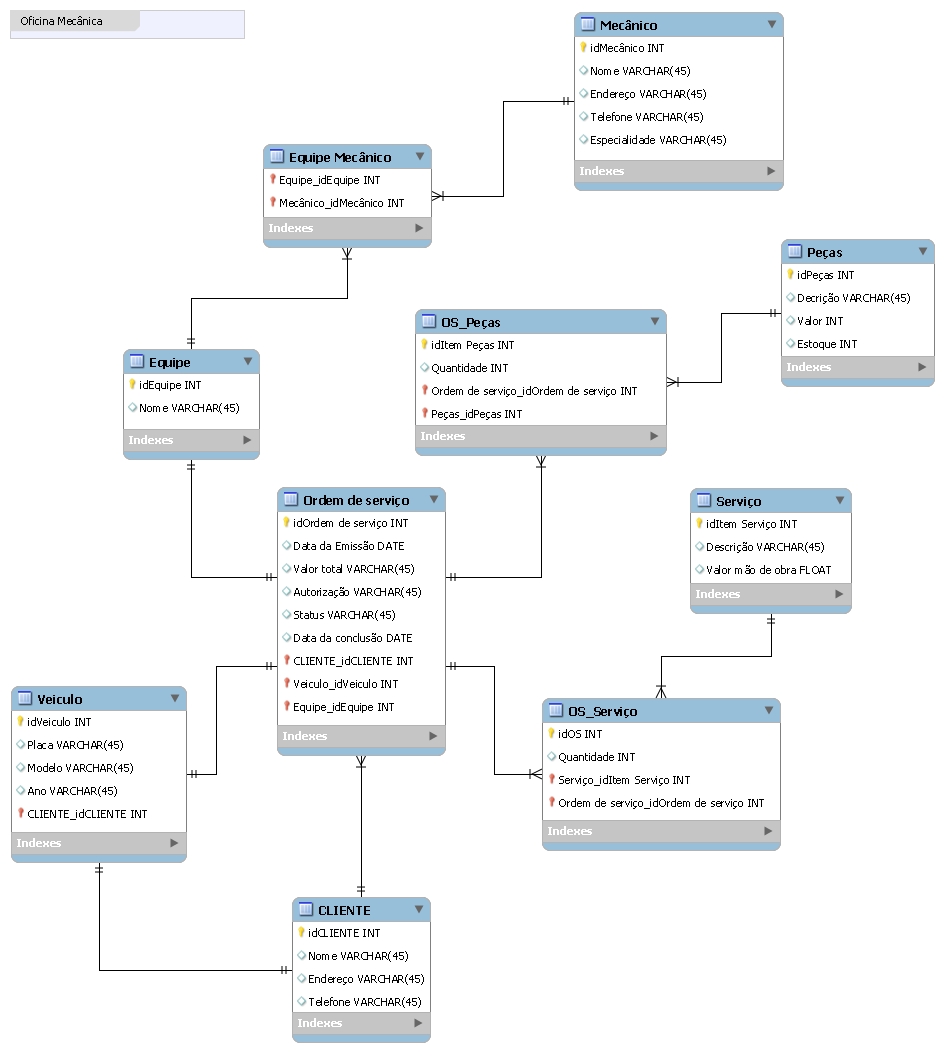 Oficina Mecânica
Mecânico
idMecânico INT
Nome VARCHAR(45)
Endereço VARCHAR(45)
Telefone VARCHAR(45)
Especialidade VARCHAR(45)
Indexes
Equipe Mecânico
Equipe_idEquipe INT
Mecânico_idMecânico INT
Indexes
Peças
idPeças INT
Decrição VARCHAR(45)
Valor INT
Estoque INT
Indexes
OS_Peças
idItem Peças INT
Quantidade INT
Ordem de serviço_idOrdem de serviço INT
Peças_idPeças INT
Indexes
Equipe
idEquipe INT
Nome VARCHAR(45)
Indexes
Ordem de serviço
idOrdem de serviço INT
Data da Emissão DATE
Valor total VARCHAR(45)
Autorização VARCHAR(45)
Status VARCHAR(45)
Data da conclusão DATE
CLIENTE_idCLIENTE INT
Veiculo_idVeiculo INT
Equipe_idEquipe INT
Indexes
Serviço
idItem Serviço INT
Descrição VARCHAR(45)
Valor mão de obra FLOAT
Indexes
Veiculo
idVeiculo INT
Placa VARCHAR(45)
Modelo VARCHAR(45)
Ano VARCHAR(45)
CLIENTE_idCLIENTE INT
Indexes
OS_Serviço
idOS INT
Quantidade INT
Serviço_idItem Serviço INT
Ordem de serviço_idOrdem de serviço INT
Indexes
CLIENTE
idCLIENTE INT
Nome VARCHAR(45)
Endereço VARCHAR(45)
Telefone VARCHAR(45)
Indexes